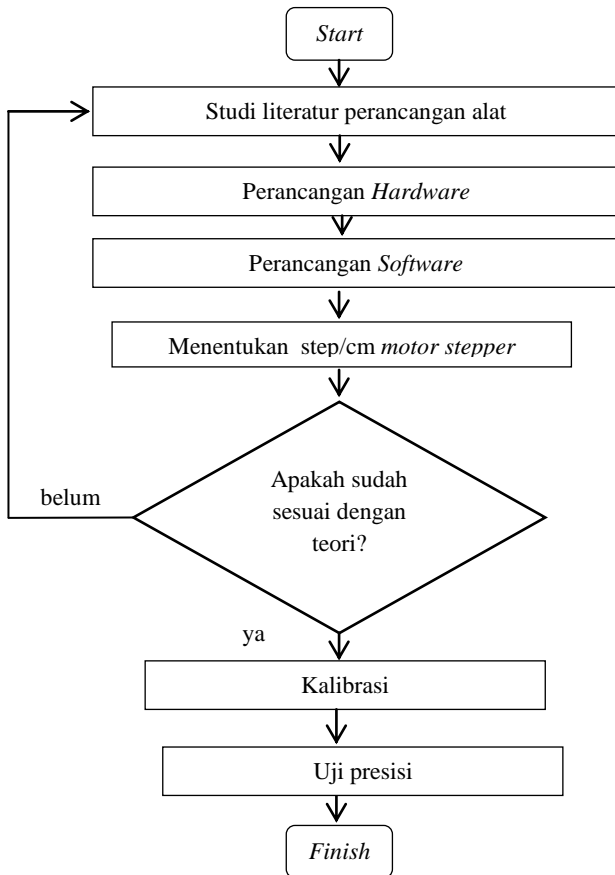 Start
Studi literatur perancangan alat
Perancangan Hardware
Perancangan Software
Menentukan step/cm motor stepper
Apakah sudah
sesuai dengan
teori?
belum
ya
Kalibrasi
Uji presisi
Finish